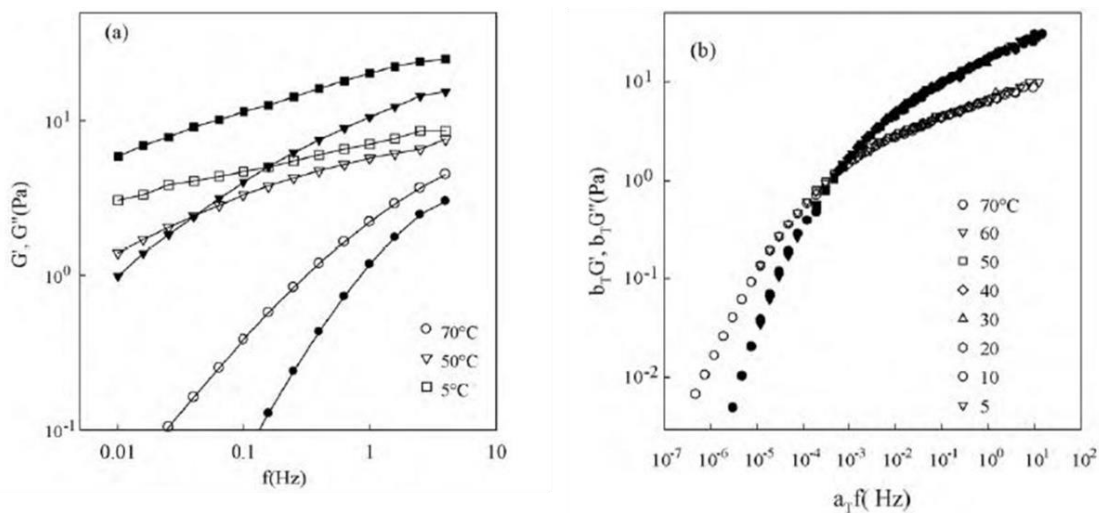 (a)
G', G"(Pa)
10¹
10⁰
10⁻¹
0.01
0.1
1
10
f(Hz)
70°C
50°C
5°C
(b)
b_TG', b_TG"(Pa)
10¹
10⁰
10⁻¹
10⁻²
10⁻⁷
10⁻⁶
10⁻⁵
10⁻⁴
10⁻³
10⁻²
10⁻¹
10⁰
10¹
10²
a_Tf( Hz)
70°C
60
50
40
30
20
10
5